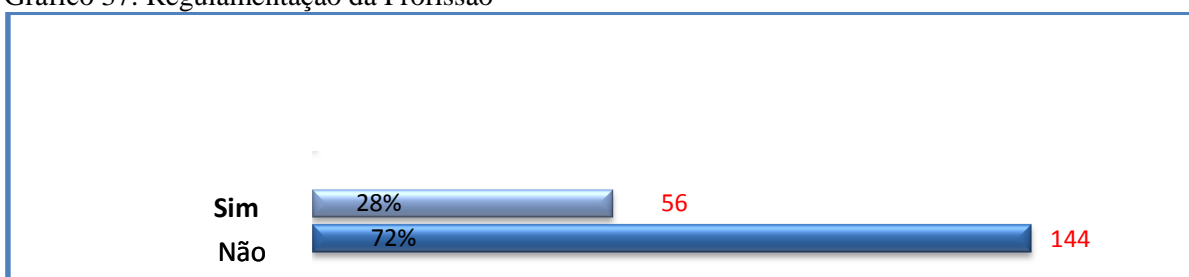 Gráfico 37: Regulamentação da Profissão
Sim 28% 56
Não 72% 144